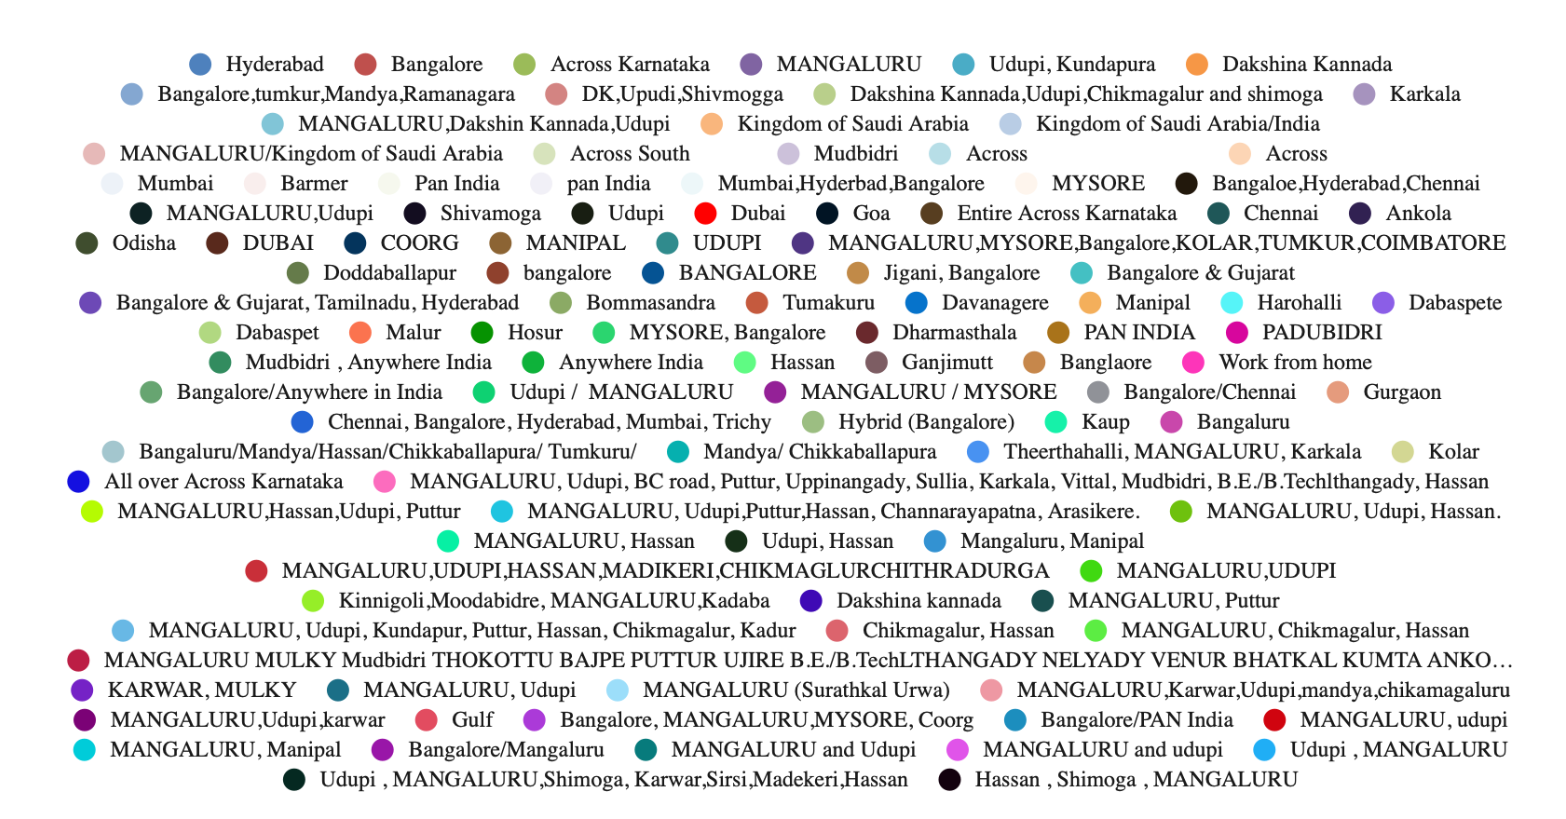 Hyderabad Bangalore Across Karnataka MANGALURU Udupi, Kundapura Dakshina Kannada
Bangalore,tumkur,Mandya,Ramanagara DK,Upudi,Shivmogga Dakshina Kannada,Udupi,Chikmagalur and shimoga Karkala
MANGALURU,Dakshin Kannada,Udupi Kingdom of Saudi Arabia Kingdom of Saudi Arabia/India
MANGALURU/Kingdom of Saudi Arabia Across South Mudbidri Across Across
Mumbai Barmer Pan India pan India Mumbai,Hyderbad,Bangalore MYSORE Bangaloe,Hyderabad,Chennai
MANGALURU,Udupi Shivamoga Udupi Dubai Goa Entire Across Karnataka Chennai Ankola
Odisha DUBAI COORG MANIPAL UDUPI MANGALURU,MYSORE,Bangalore,KOLAR,TUMKUR,COIMBATORE
Doddaballapur bangalore BANGALORE Jigani, Bangalore Bangalore & Gujarat
Bangalore & Gujarat, Tamilnadu, Hyderabad Bommasandra Tumakuru Davanagere Manipal Harohalli Dabaspete
Dabaspet Malur Hosur MYSORE, Bangalore Dharmasthala PAN INDIA PADUBIDRI
Mudbidri , Anywhere India Anywhere India Hassan Ganjimutt Banglaore Work from home
Bangalore/Anywhere in India Udupi / MANGALURU MANGALURU / MYSORE Bangalore/Chennai Gurgaon
Chennai, Bangalore, Hyderabad, Mumbai, Trichy Hybrid (Bangalore) Kaup Bangaluru
Bangaluru/Mandya/Hassan/Chikkaballapura/ Tumkuru/ Mandya/ Chikkaballapura Theerthahalli, MANGALURU, Karkala Kolar
All over Across Karnataka MANGALURU, Udupi, BC road, Puttur, Uppinangady, Sullia, Karkala, Vittal, Mudbidri, B.E./B.Techlthangady, Hassan
MANGALURU,Hassan,Udupi, Puttur MANGALURU, Udupi,Puttur,Hassan, Channarayapatna, Arasikere. MANGALURU, Udupi, Hassan.
MANGALURU, Hassan Udupi, Hassan Mangaluru, Manipal
MANGALURU,UDUPI,HASSAN,MADIKERI,CHIKMAGLURCHITHRADURGA MANGALURU,UDUPI
Kinnigoli,Moodabidre, MANGALURU,Kadaba Dakshina kannada MANGALURU, Puttur
MANGALURU, Udupi, Kundapur, Puttur, Hassan, Chikmagalur, Kadur Chikmagalur, Hassan MANGALURU, Chikmagalur, Hassan
MANGALURU MULKY Mudbidri THOKOTTU BAJPE PUTTUR UJIRE B.E./B.TechLTHANGADY NELYADY VENUR BHATKAL KUMTA ANKO…
KARWAR, MULKY MANGALURU, Udupi MANGALURU (Surathkal Urwa) MANGALURU,Karwar,Udupi,mandya,chikamagaluru
MANGALURU,Udupi,karwar Gulf Bangalore, MANGALURU,MYSORE, Coorg Bangalore/PAN India MANGALURU, udupi
MANGALURU, Manipal Bangalore/Mangaluru MANGALURU and Udupi MANGALURU and udupi Udupi , MANGALURU
Udupi , MANGALURU,Shimoga, Karwar,Sirsi,Madekeri,Hassan Hassan , Shimoga , MANGALURU